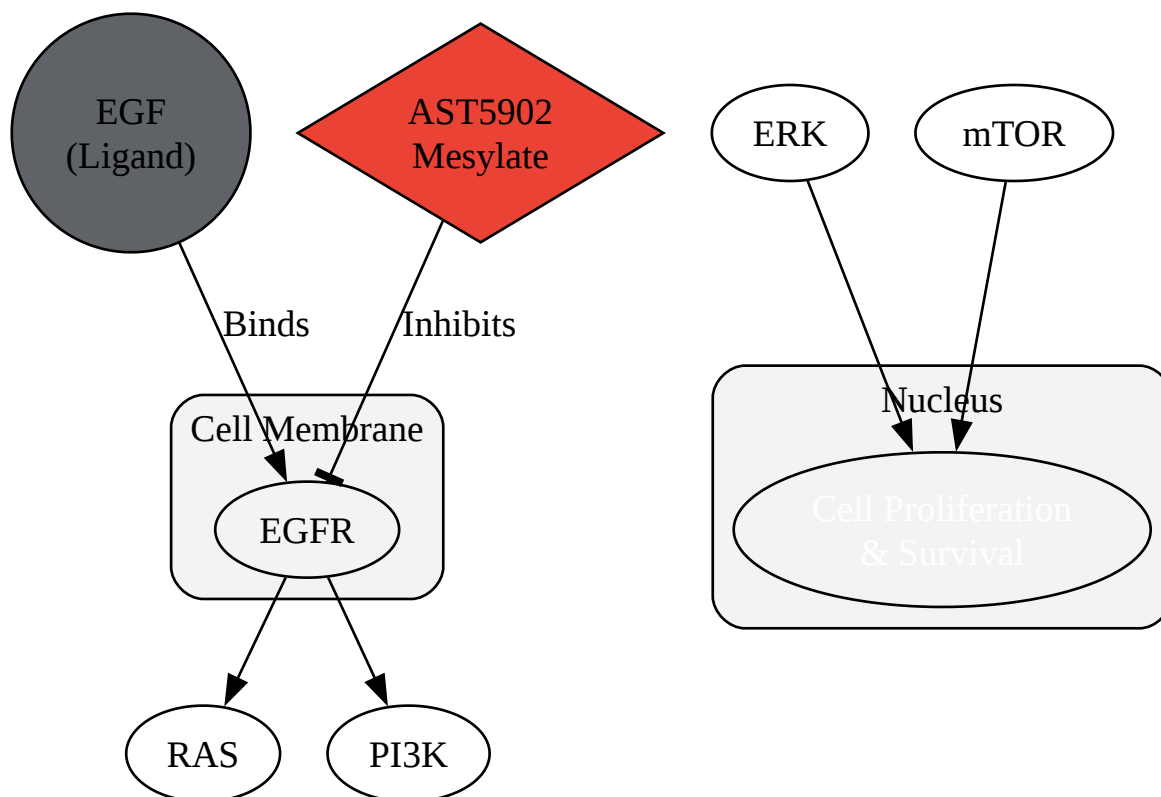 EGF
(Ligand)
AST5902
Mesylate
ERK
mTOR
Binds
Inhibits
Cell Membrane
Nucleus
EGFR
Cell Proliferation
& Survival
RAS
PI3K